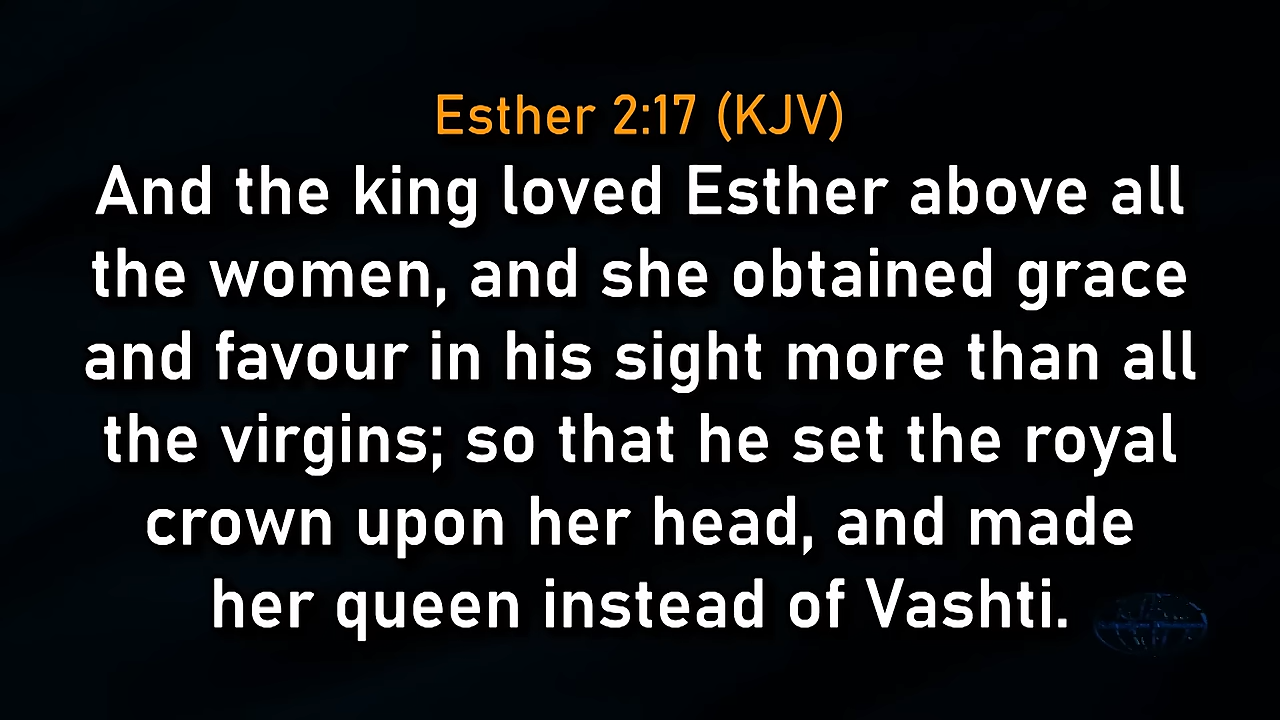 Esther 2:17 (KJV)
And the king loved Esther above all
the women, and she obtained grace
and favour in his sight more than all
the virgins; so that he set the royal
crown upon her head, and made
her queen instead of Vashti.